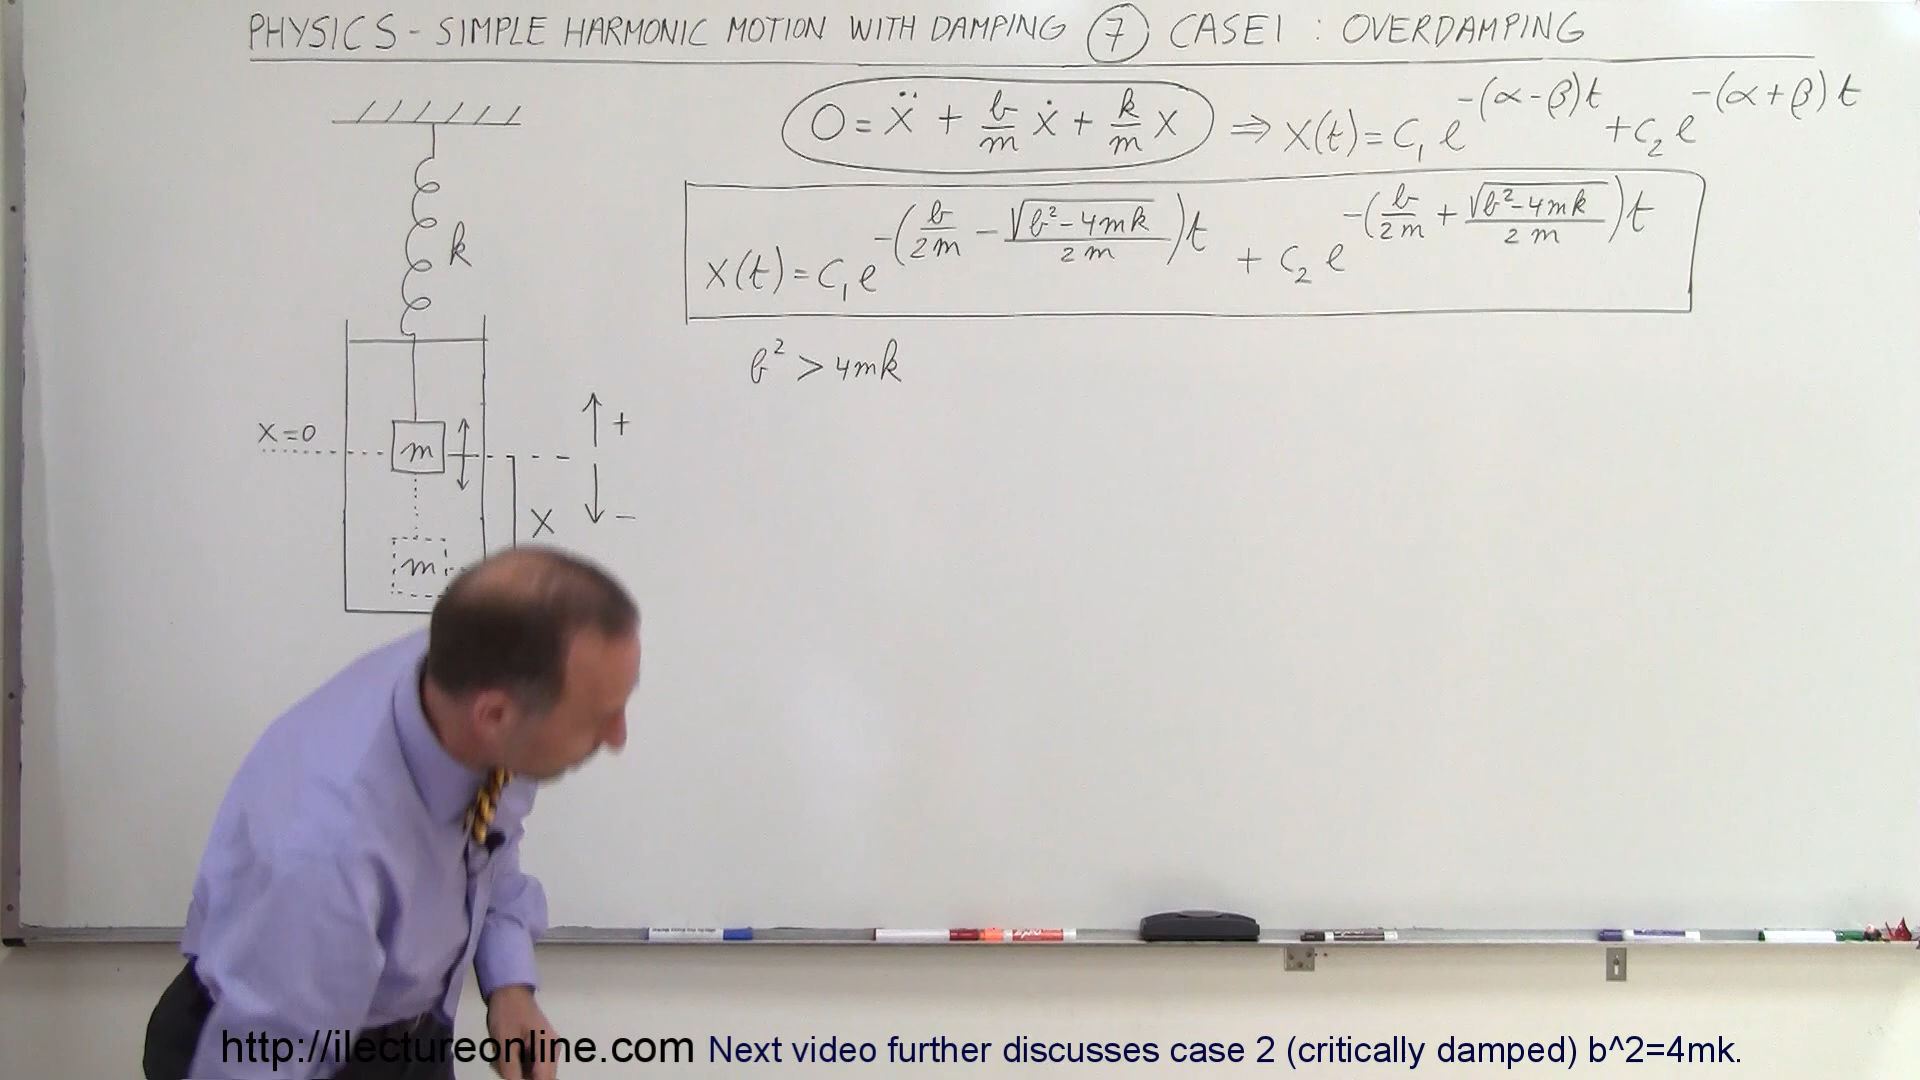 PHYSICS - SIMPLE HARMONIC MOTION WITH DAMPING ⑦ CASE 1 : OVERDAMPING
0 = ẍ + b/m ẋ + k/m x ⇒ x(t) = C₁ e^{-(α-β)t} + C₂ e^{-(α+β)t}
x(t) = C₁ e^{-(b/2m - √(b²-4mk)/2m)t} + C₂ e^{-(b/2m + √(b²-4mk)/2m)t}
k
b² > 4mk
x=0
m
+
x
−
m
http://ilectureonline.com Next video further discusses case 2 (critically damped) b^2=4mk.